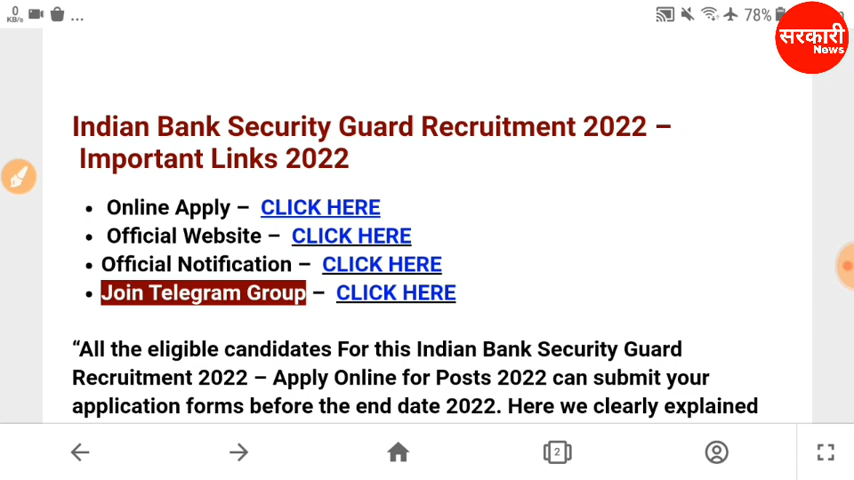 0
KB/s
...
78%
सरकारी
News
Indian Bank Security Guard Recruitment 2022 –
Important Links 2022
• Online Apply – CLICK HERE
• Official Website – CLICK HERE
• Official Notification – CLICK HERE
• Join Telegram Group – CLICK HERE
“All the eligible candidates For this Indian Bank Security Guard
Recruitment 2022 – Apply Online for Posts 2022 can submit your
application forms before the end date 2022. Here we clearly explained
2